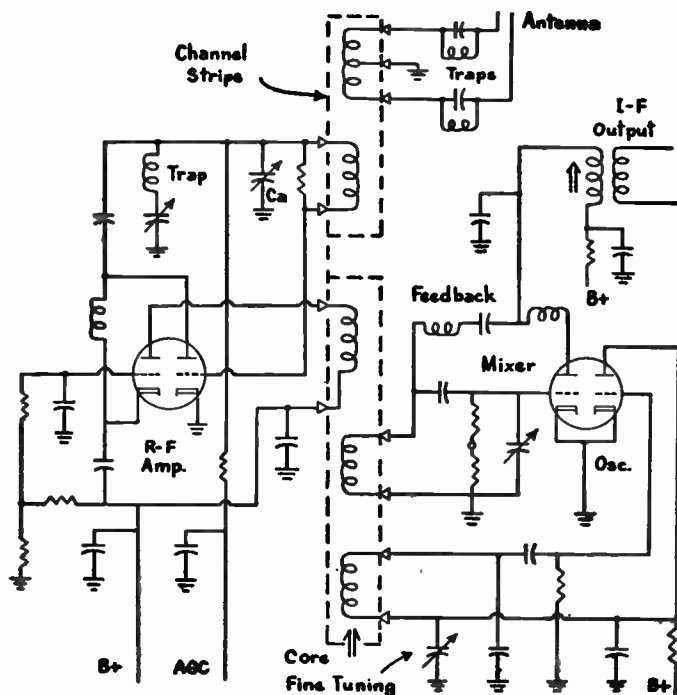 Antenna
Channel
Strips
Traps
I-F
Output
Trap
Ca
B+
Feedback
Mixer
R-F
Amp.
Osc.
B+
AGC
Core
Fine Tuning
B+